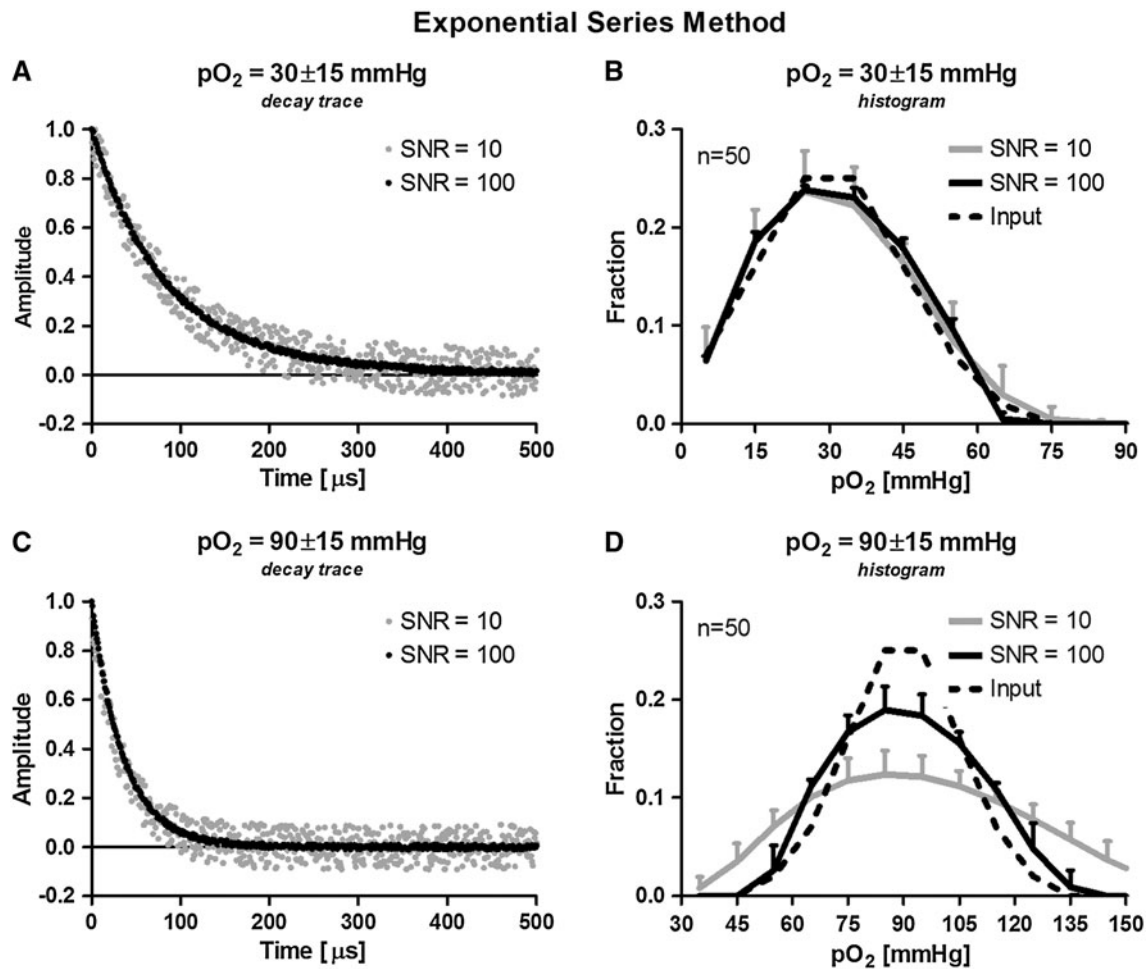 Exponential Series Method
A
pO₂ = 30±15 mmHg
decay trace
1.0
0.8
0.6
0.4
0.2
0.0
-0.2
Amplitude
SNR = 10
SNR = 100
0 100 200 300 400 500
Time [μs]
B
pO₂ = 30±15 mmHg
histogram
0.3
0.2
0.1
0.0
Fraction
n=50
SNR = 10
SNR = 100
Input
0 15 30 45 60 75 90
pO₂ [mmHg]
C
pO₂ = 90±15 mmHg
decay trace
1.0
0.8
0.6
0.4
0.2
0.0
-0.2
Amplitude
SNR = 10
SNR = 100
0 100 200 300 400 500
Time [μs]
D
pO₂ = 90±15 mmHg
histogram
0.3
0.2
0.1
0.0
Fraction
n=50
SNR = 10
SNR = 100
Input
30 45 60 75 90 105 120 135 150
pO₂ [mmHg]